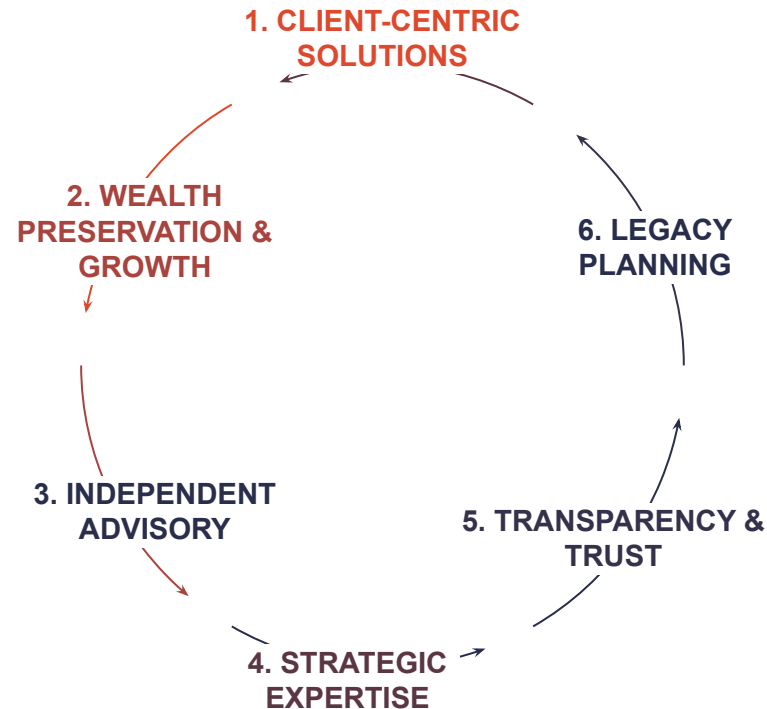 1. CLIENT-CENTRIC
SOLUTIONS
2. WEALTH
PRESERVATION &
GROWTH
3. INDEPENDENT
ADVISORY
4. STRATEGIC
EXPERTISE
5. TRANSPARENCY &
TRUST
6. LEGACY
PLANNING